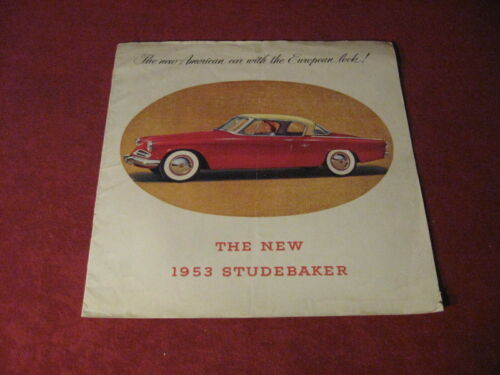 The new American car with the European look!
THE NEW
1953 STUDEBAKER